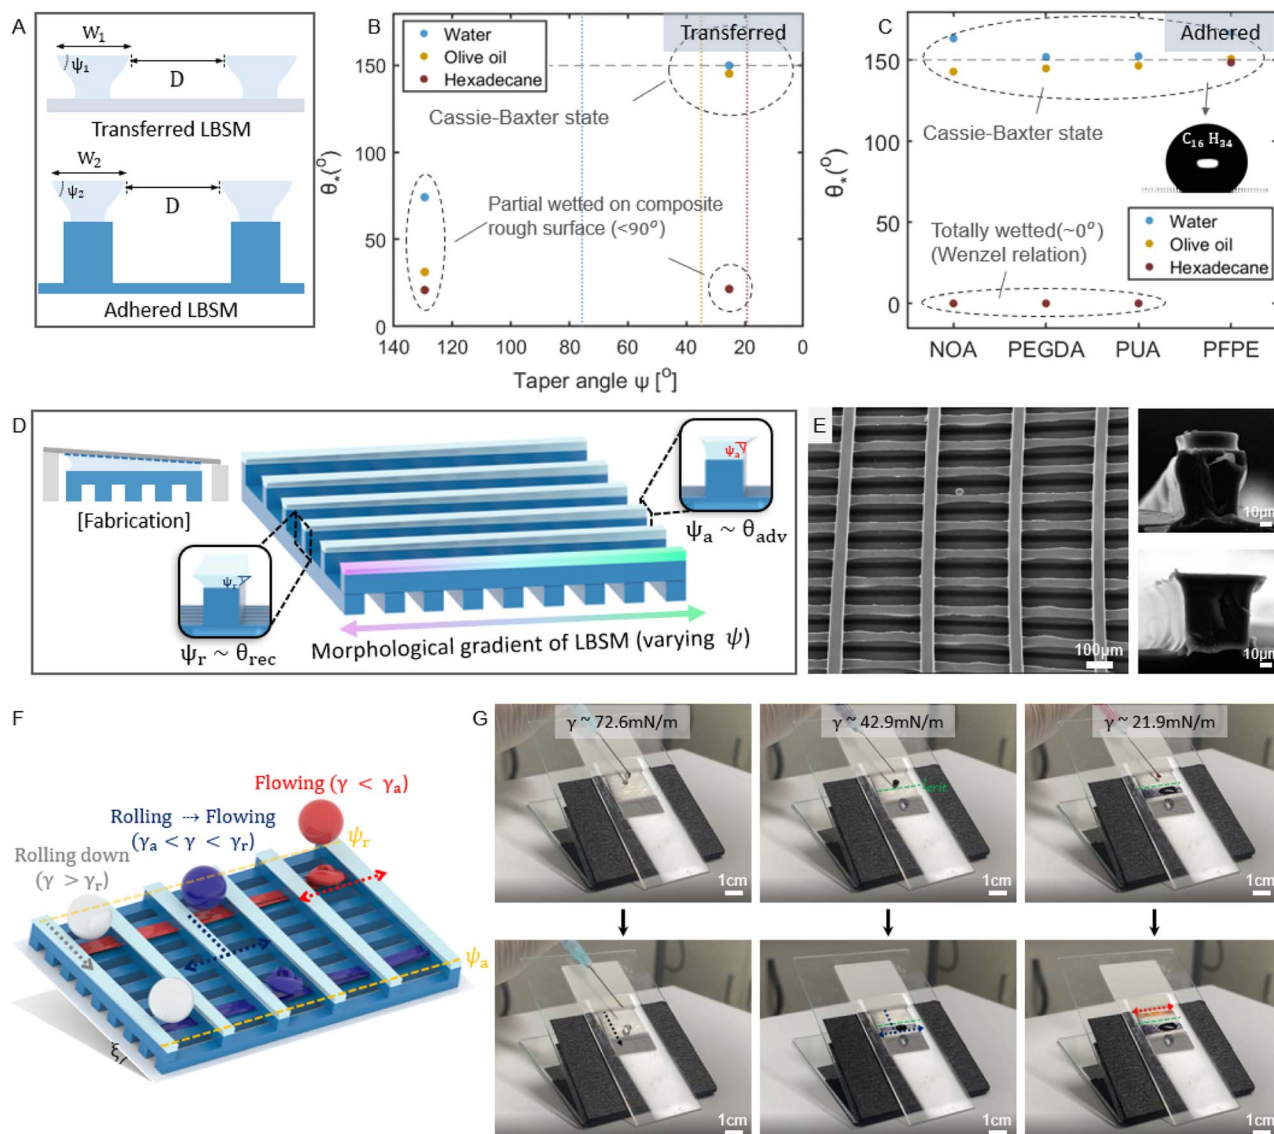 A
W₁
ψ₁
D
Transferred LBSM
W₂
ψ₂
D
Adhered LBSM
B
Water
Olive oil
Hexadecane
Transferred
Cassie-Baxter state
Partial wetted on composite
rough surface (<90°)
θ*(°)
150
100
50
0
140 120 100 80 60 40 20 0
Taper angle ψ [°]
C
Adhered
Cassie-Baxter state
C₁₆ H₃₄
Totally wetted(~0°)
(Wenzel relation)
Water
Olive oil
Hexadecane
θ*(°)
150
100
50
0
NOA PEGDA PUA PFPE
D
[Fabrication]
ψr
ψr ~ θrec
ψa
ψa ~ θadv
Morphological gradient of LBSM (varying ψ)
E
100μm
10μm
10μm
F
Flowing (γ < γa)
Rolling ⇢ Flowing
(γa < γ < γr)
Rolling down
(γ > γr)
ψr
ψa
ξ
G
γ ~ 72.6mN/m
γ ~ 42.9mN/m
γ ~ 21.9mN/m
1cm
1cm
1cm
1cm
1cm
1cm